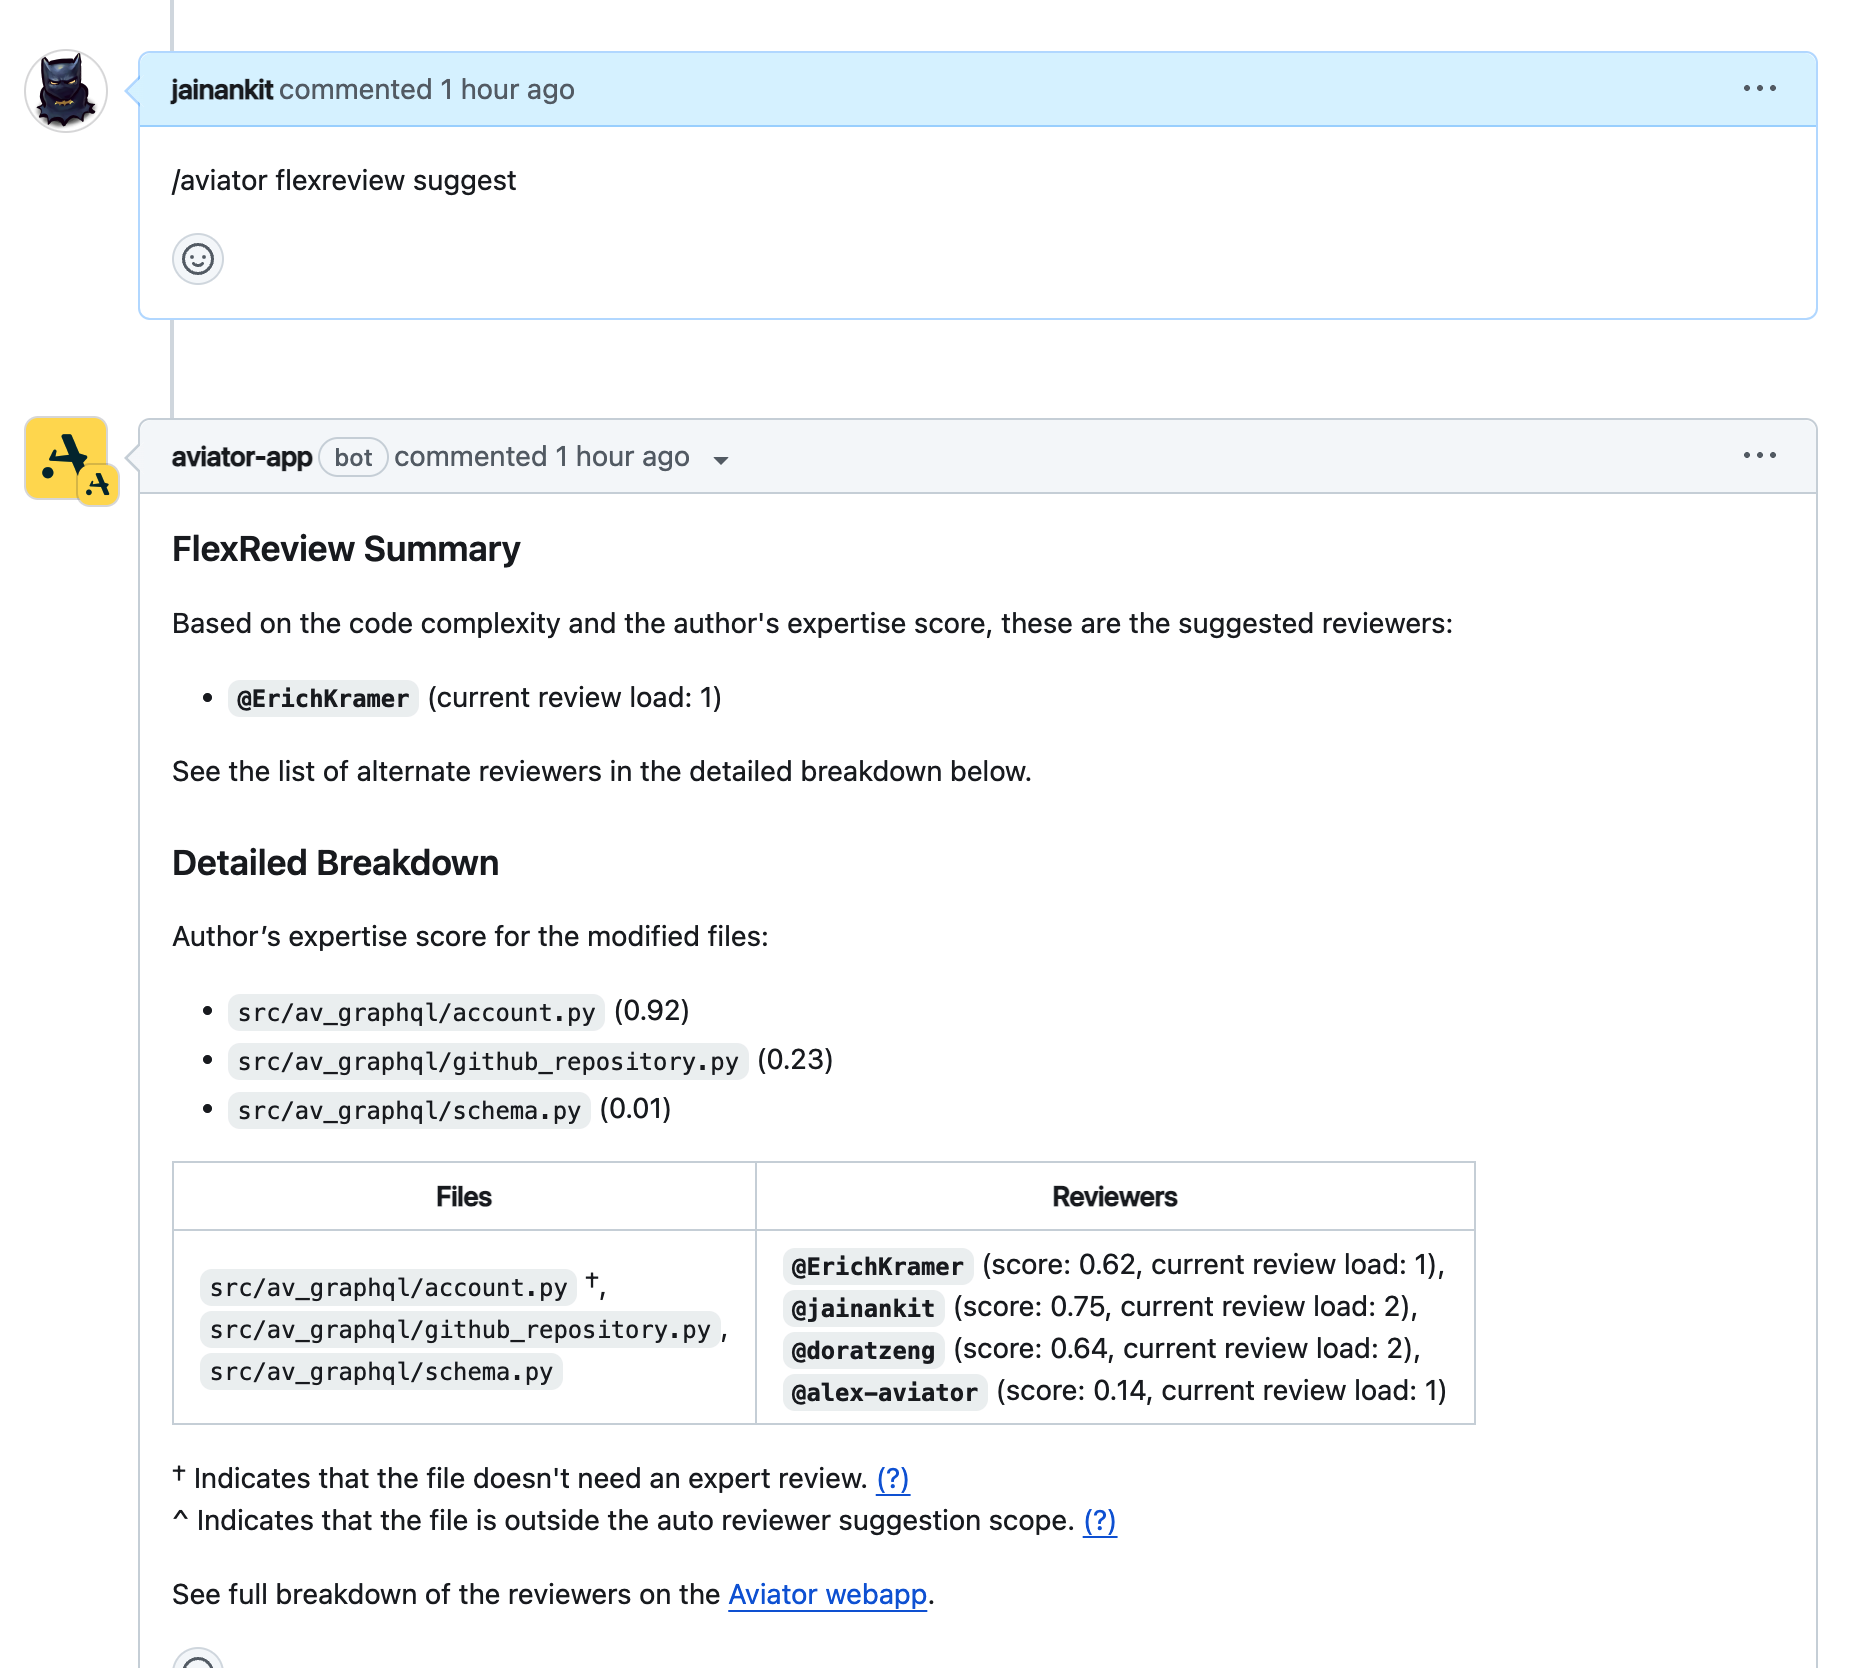 jainankit commented 1 hour ago
/aviator flexreview suggest
aviator-app bot commented 1 hour ago
FlexReview Summary
Based on the code complexity and the author's expertise score, these are the suggested reviewers:
• @ErichKramer (current review load: 1)
See the list of alternate reviewers in the detailed breakdown below.
Detailed Breakdown
Author’s expertise score for the modified files:
• src/av_graphql/account.py (0.92)
• src/av_graphql/github_repository.py (0.23)
• src/av_graphql/schema.py (0.01)
Files
Reviewers
src/av_graphql/account.py †,
src/av_graphql/github_repository.py,
src/av_graphql/schema.py
@ErichKramer (score: 0.62, current review load: 1),
@jainankit (score: 0.75, current review load: 2),
@doratzeng (score: 0.64, current review load: 2),
@alex-aviator (score: 0.14, current review load: 1)
† Indicates that the file doesn't need an expert review. (?)
^ Indicates that the file is outside the auto reviewer suggestion scope. (?)
See full breakdown of the reviewers on the Aviator webapp.